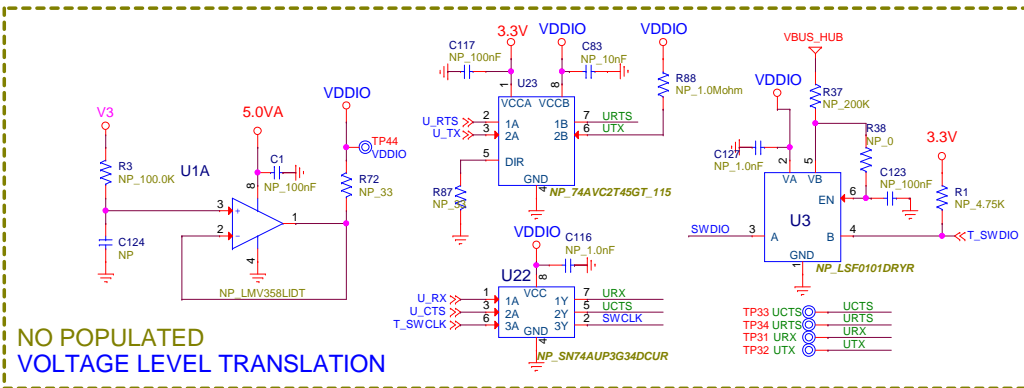 V3
R3
NP_100.0K
C124
NP
U1A
5.0VA
C1
NP_100nF
8
3
+
2
-
1
4
NP_LMV358LIDT
VDDIO
TP44
VDDIO
R72
NP_33
3.3V
C117
NP_100nF
VDDIO
C83
NP_10nF
VDDIO
R88
NP_1.0Mohm
U23
1
8
VCCA VCCB
U_RTS 2 1A 1B 7 URTS
U_TX 3 2A 2B 6 UTX
5 DIR
GND
4
R87
NP_74AVC2T45GT_115
VDDIO
C116
NP_1.0nF
U22
8
VCC
U_RX 1 1A 1Y 7 URX
U_CTS 3 2A 2Y 5 UCTS
T_SWCLK 6 3A 3Y 2 SWCLK
GND
4
NP_SN74AUP3G34DCUR
VBUS_HUB
VDDIO
R37
NP_200K
R38
NP_0
C127
NP_1.0nF
C123
NP_100nF
3.3V
R1
NP_4.75K
2
5
VA VB
EN 6
U3
SWDIO 3 A B 4 T_SWDIO
GND
1
NP_LSF0101DRYR
TP33 UCTS UCTS
TP34 URTS URTS
TP31 URX URX
TP32 UTX UTX
NO POPULATED
VOLTAGE LEVEL TRANSLATION